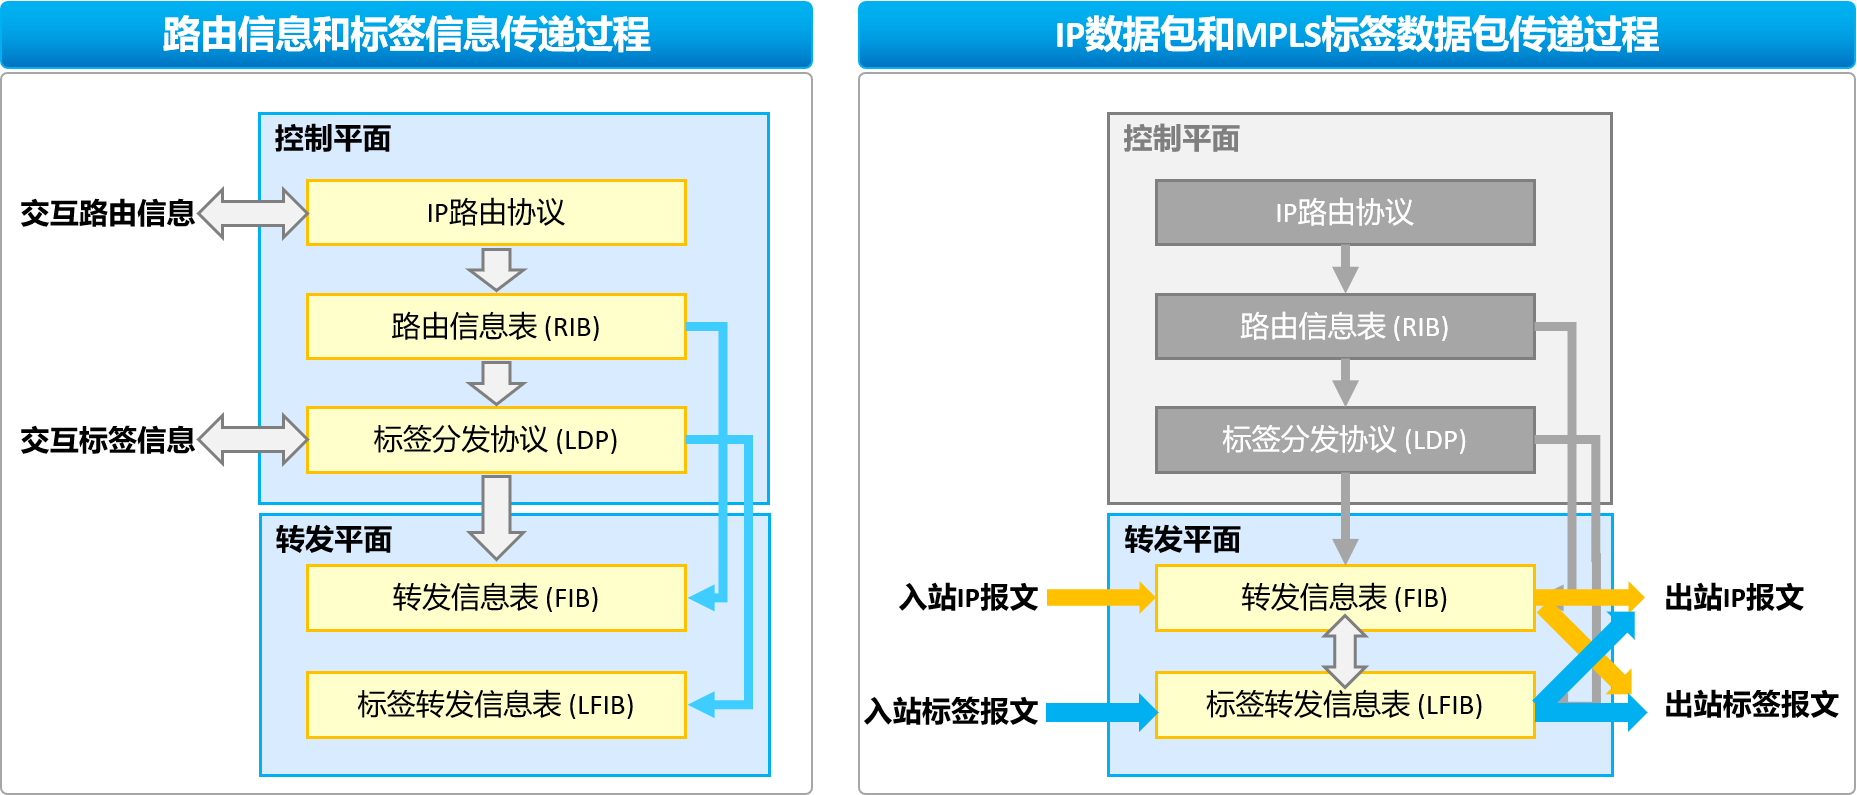 路由信息和标签信息传递过程
控制平面
交互路由信息
IP路由协议
路由信息表 (RIB)
交互标签信息
标签分发协议 (LDP)
转发平面
转发信息表 (FIB)
标签转发信息表 (LFIB)
IP数据包和MPLS标签数据包传递过程
控制平面
IP路由协议
路由信息表 (RIB)
标签分发协议 (LDP)
转发平面
入站IP报文
转发信息表 (FIB)
出站IP报文
入站标签报文
标签转发信息表 (LFIB)
出站标签报文